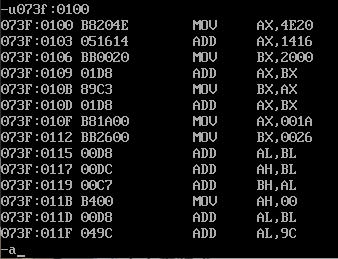 -u073f:0100
073F:0100 B8204E MOV AX,4E20
073F:0103 051614 ADD AX,1416
073F:0106 BB0020 MOV BX,2000
073F:0109 01D8 ADD AX,BX
073F:010B 89C3 MOV BX,AX
073F:010D 01D8 ADD AX,BX
073F:010F B81A00 MOV AX,001A
073F:0112 BB2600 MOV BX,0026
073F:0115 00D8 ADD AL,BL
073F:0117 00DC ADD AH,BL
073F:0119 00C7 ADD BH,AL
073F:011B B400 MOV AH,00
073F:011D 00D8 ADD AL,BL
073F:011F 049C ADD AL,9C
-a_